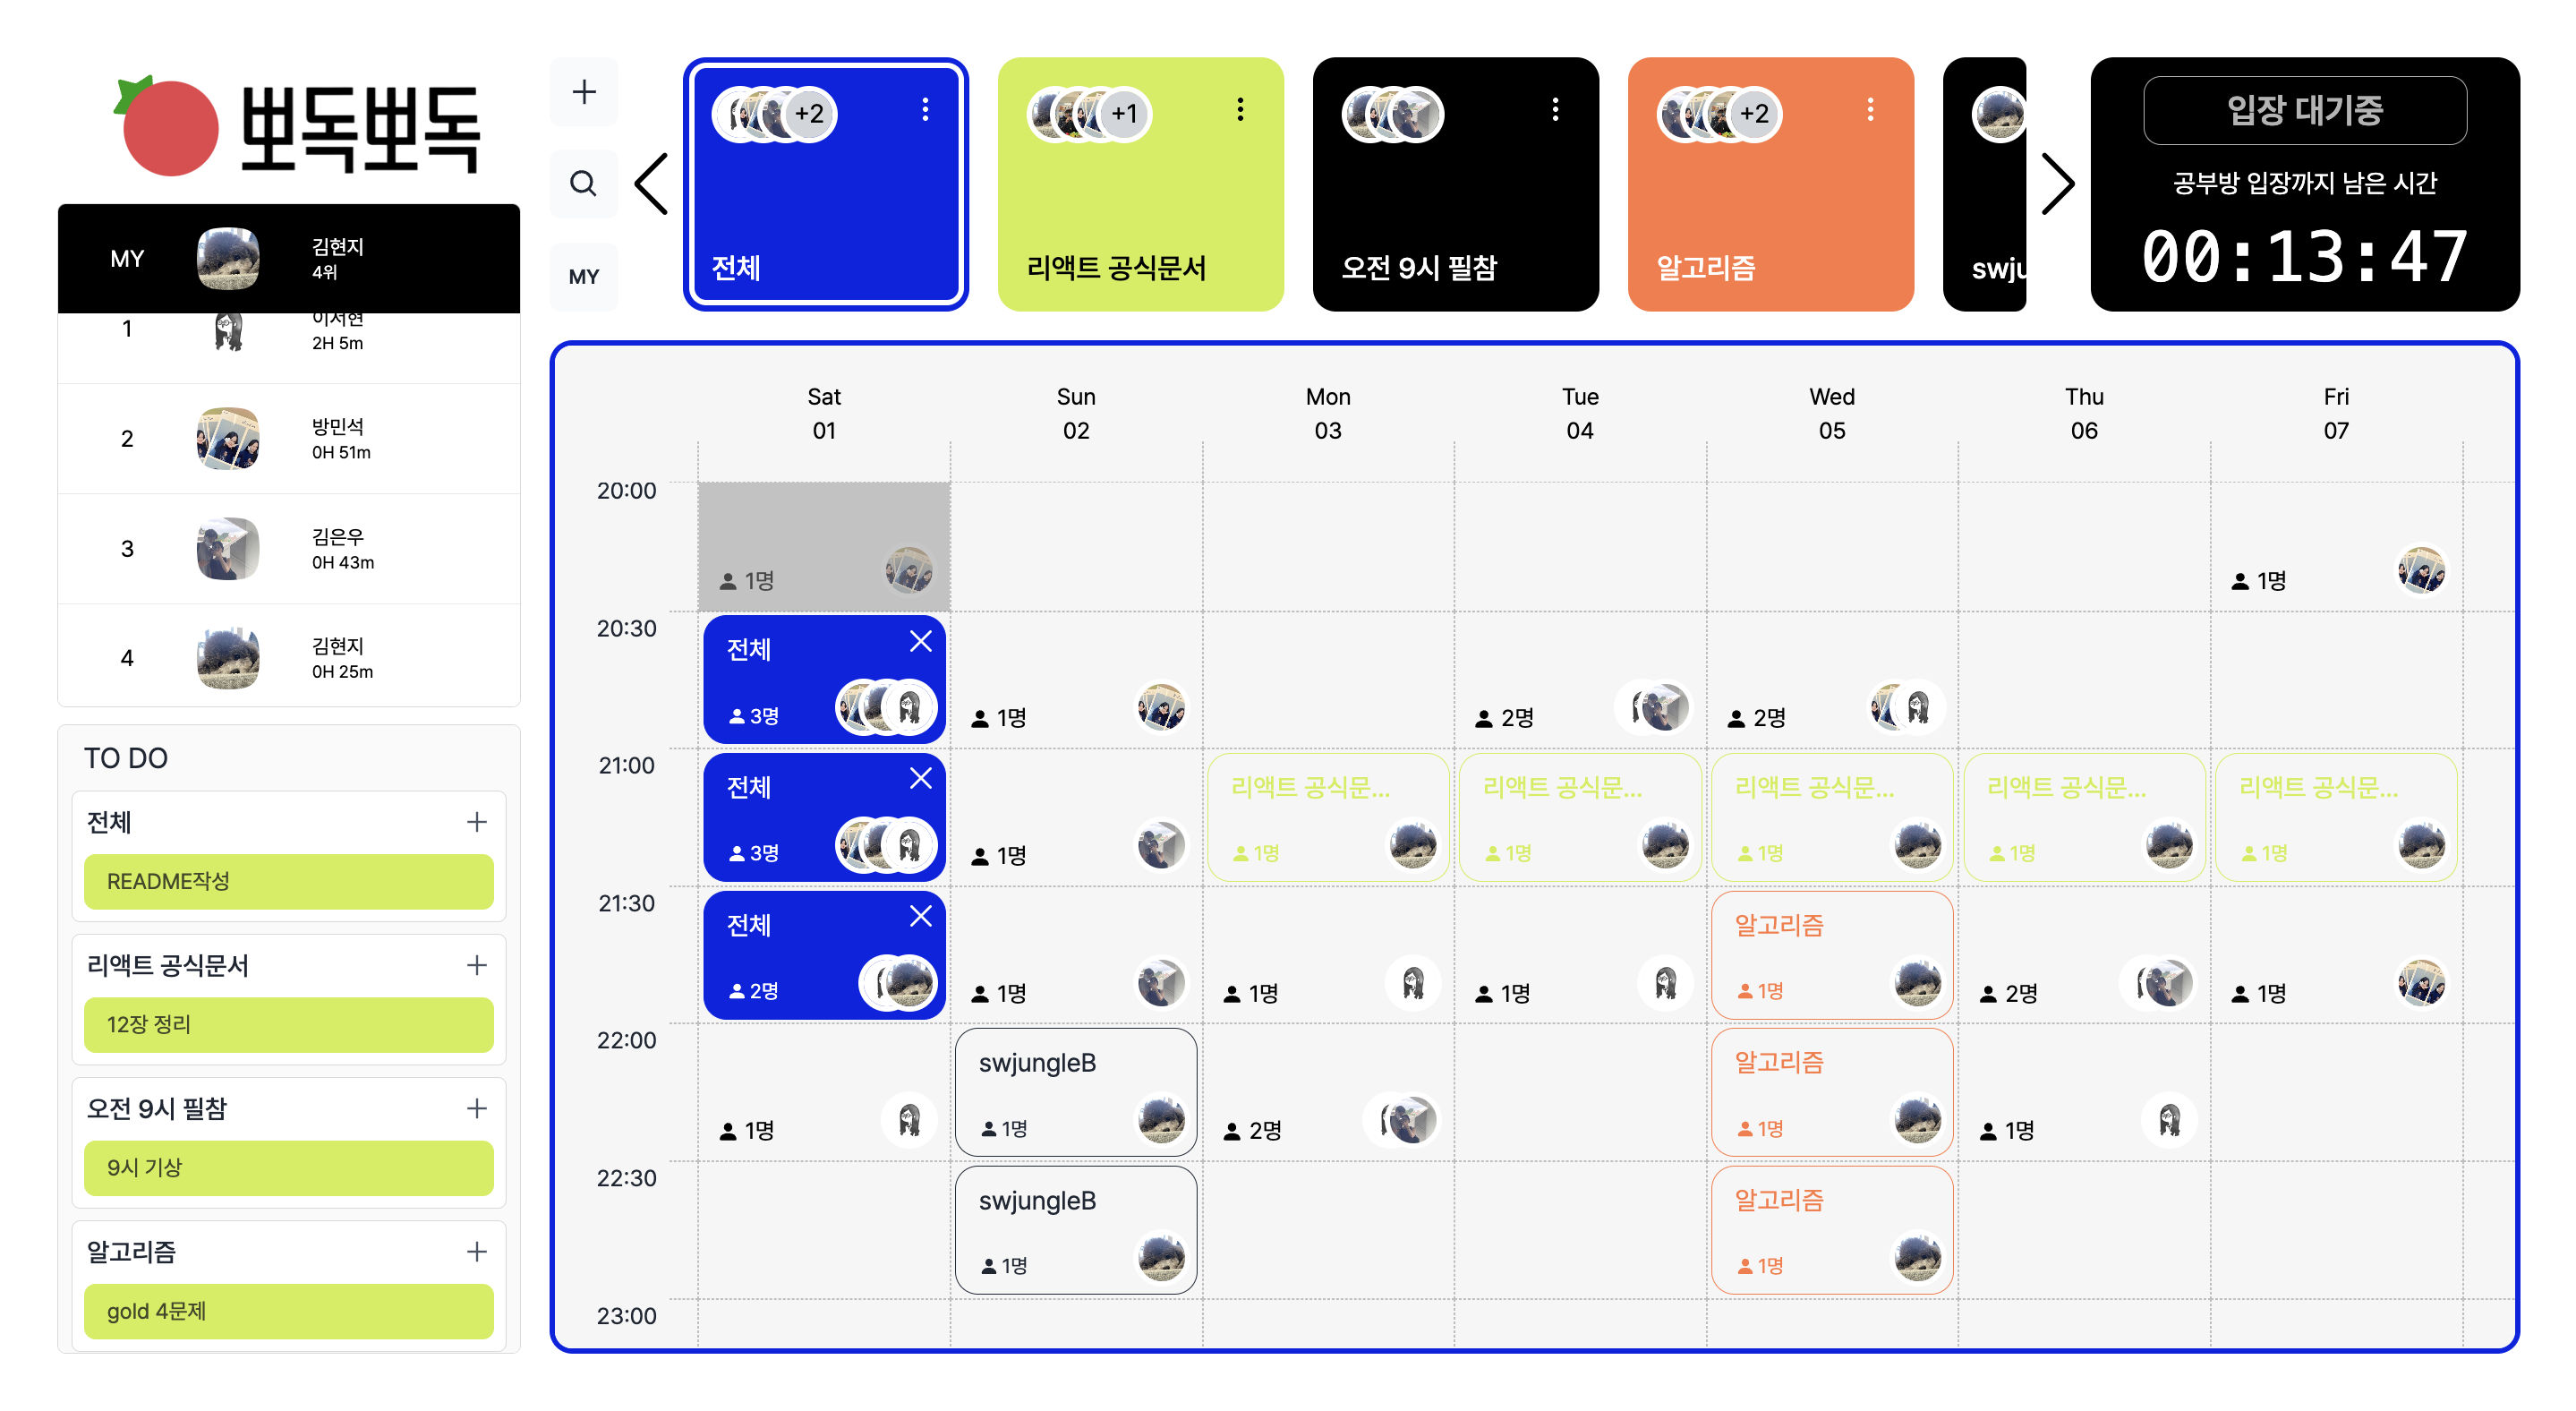 뽀독뽀독
MY
김현지
4위
1
이서현
2H 5m
2
방민석
0H 51m
3
김은우
0H 43m
4
김현지
0H 25m
TO DO
전체
README작성
리액트 공식문서
12장 정리
오전 9시 필참
9시 기상
알고리즘
gold 4문제
MY
+2
전체
+1
리액트 공식문서
오전 9시 필참
+2
알고리즘
swju
입장 대기중
공부방 입장까지 남은 시간
00:13:47
Sat Sun Mon Tue Wed Thu Fri
01 02 03 04 05 06 07
20:00
1명 1명
20:30
전체
3명 1명 2명 2명
21:00
전체 리액트 공식문... 리액트 공식문... 리액트 공식문... 리액트 공식문... 리액트 공식문...
3명 1명 1명 1명 1명 1명 1명
21:30
전체 알고리즘
2명 1명 1명 1명 1명 2명 1명
22:00
swjungleB 알고리즘
1명 1명 2명 1명 1명
22:30
swjungleB 알고리즘
1명 1명
23:00